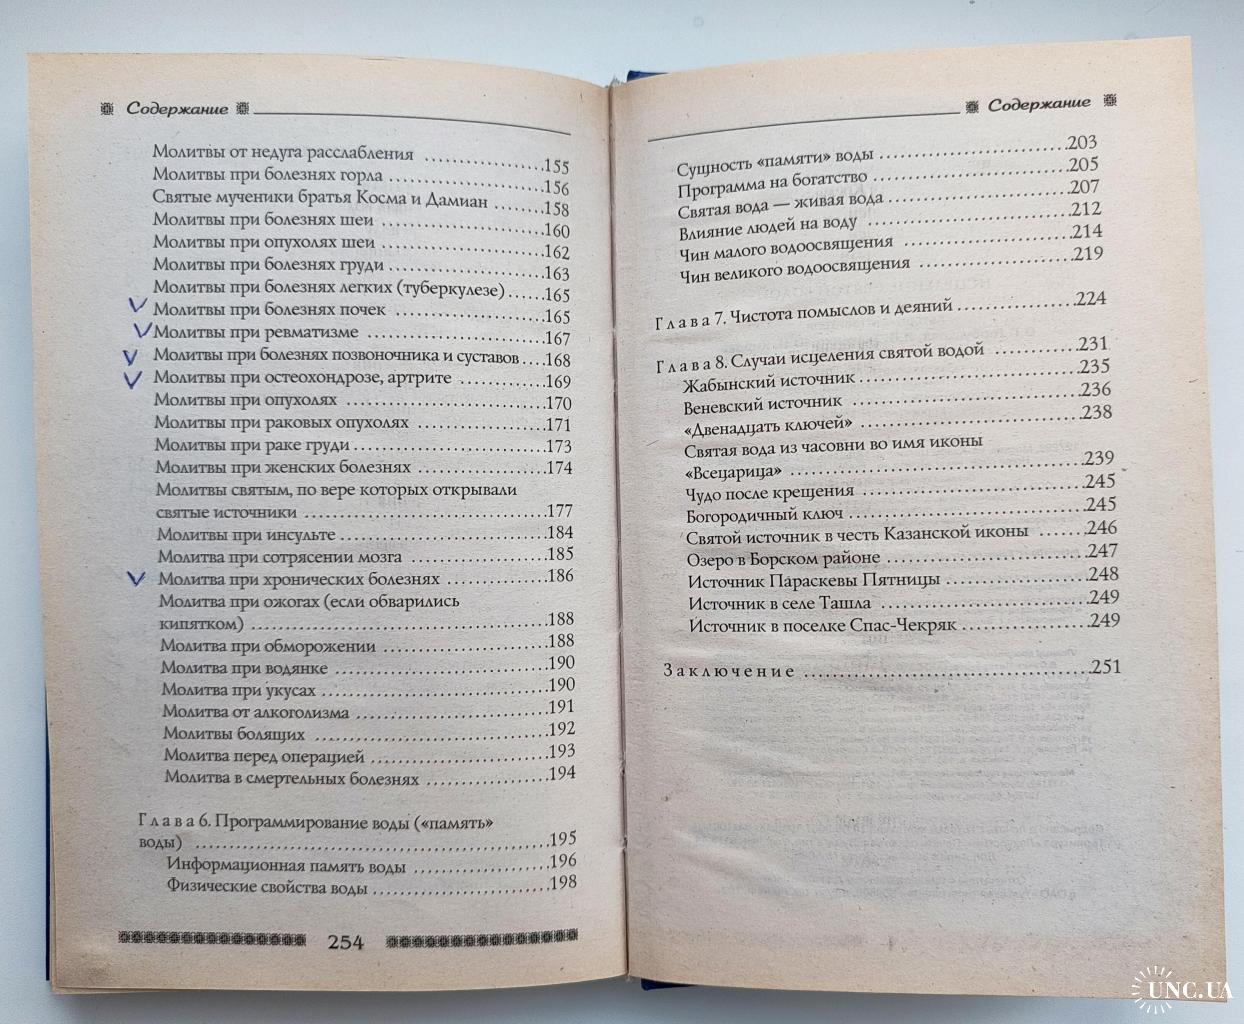 Содержание
Молитвы от недуга расслабления ..................155
Молитвы при болезнях горла ..................156
Святые мученики братья Косма и Дамиан ........158
Молитвы при болезнях шеи ..................160
Молитвы при опухолях шеи ..................162
Молитвы при болезнях груди ..................163
Молитвы при болезнях легких (туберкулезе)......165
Молитвы при болезнях почек ..................165
Молитвы при ревматизме ..................167
Молитвы при болезнях позвоночника и суставов...168
Молитвы при остеохондрозе, артрите ..........169
Молитвы при опухолях ..................170
Молитвы при раковых опухолях ..................171
Молитвы при раке груди ..................173
Молитвы при женских болезнях ..................174
Молитвы святым, по вере которых открывали
святые источники ..................177
Молитвы при инсульте ..................184
Молитва при сотрясении мозга ..................185
Молитва при хронических болезнях ..............186
Молитва при ожогах (если обварились
кипятком) ..................188
Молитва при обморожении ..................188
Молитва при водянке ..................190
Молитва при укусах ..................190
Молитва от алкоголизма ..................191
Молитвы болящих ..................192
Молитва перед операцией ..................193
Молитва в смертельных болезнях ..............194
Глава 6. Программирование воды («память»
воды) ..................195
Информационная память воды ..................196
Физические свойства воды ..................198
254
Содержание
Сущность «памяти» воды ..................203
Программа на богатство ..................205
Святая вода — живая вода ..................207
Влияние людей на воду ..................212
Чин малого водоосвящения ..................214
Чин великого водоосвящения ..................219
Глава 7. Чистота помыслов и деяний ..............224
Глава 8. Случаи исцеления святой водой ..........231
Жабынский источник ..................235
Веневский источник ..................236
«Двенадцать ключей» ..................238
Святая вода из часовни во имя иконы
«Всецарица» ..................239
Чудо после крещения ..................245
Богородичный ключ ..................245
Святой источник в честь Казанской иконы ......246
Озеро в Борском районе ..................247
Источник Параскевы Пятницы ..................248
Источник в селе Ташла ..................249
Источник в поселке Спас-Чекряк ..............249
Заключение ..................251
UNC.UA